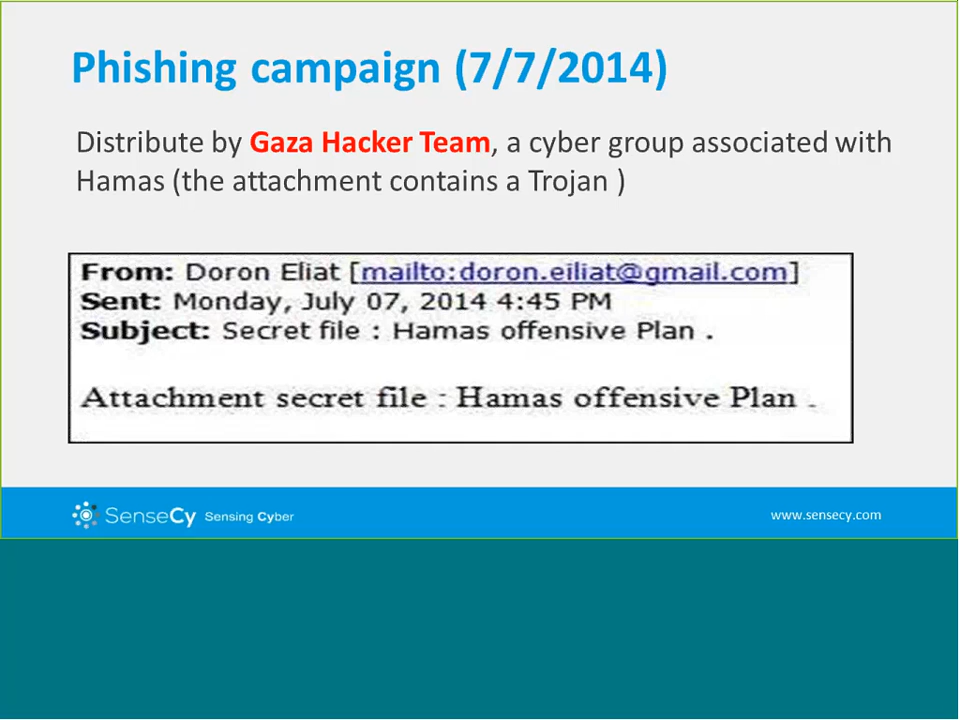 Phishing campaign (7/7/2014)
Distribute by Gaza Hacker Team, a cyber group associated with
Hamas (the attachment contains a Trojan )
From: Doron Eliat [mailto:doron.eiliat@gmail.com]
Sent: Monday, July 07, 2014 4:45 PM
Subject: Secret file : Hamas offensive Plan .
Attachment secret file : Hamas offensive Plan .
SenseCy Sensing Cyber
www.sensecy.com